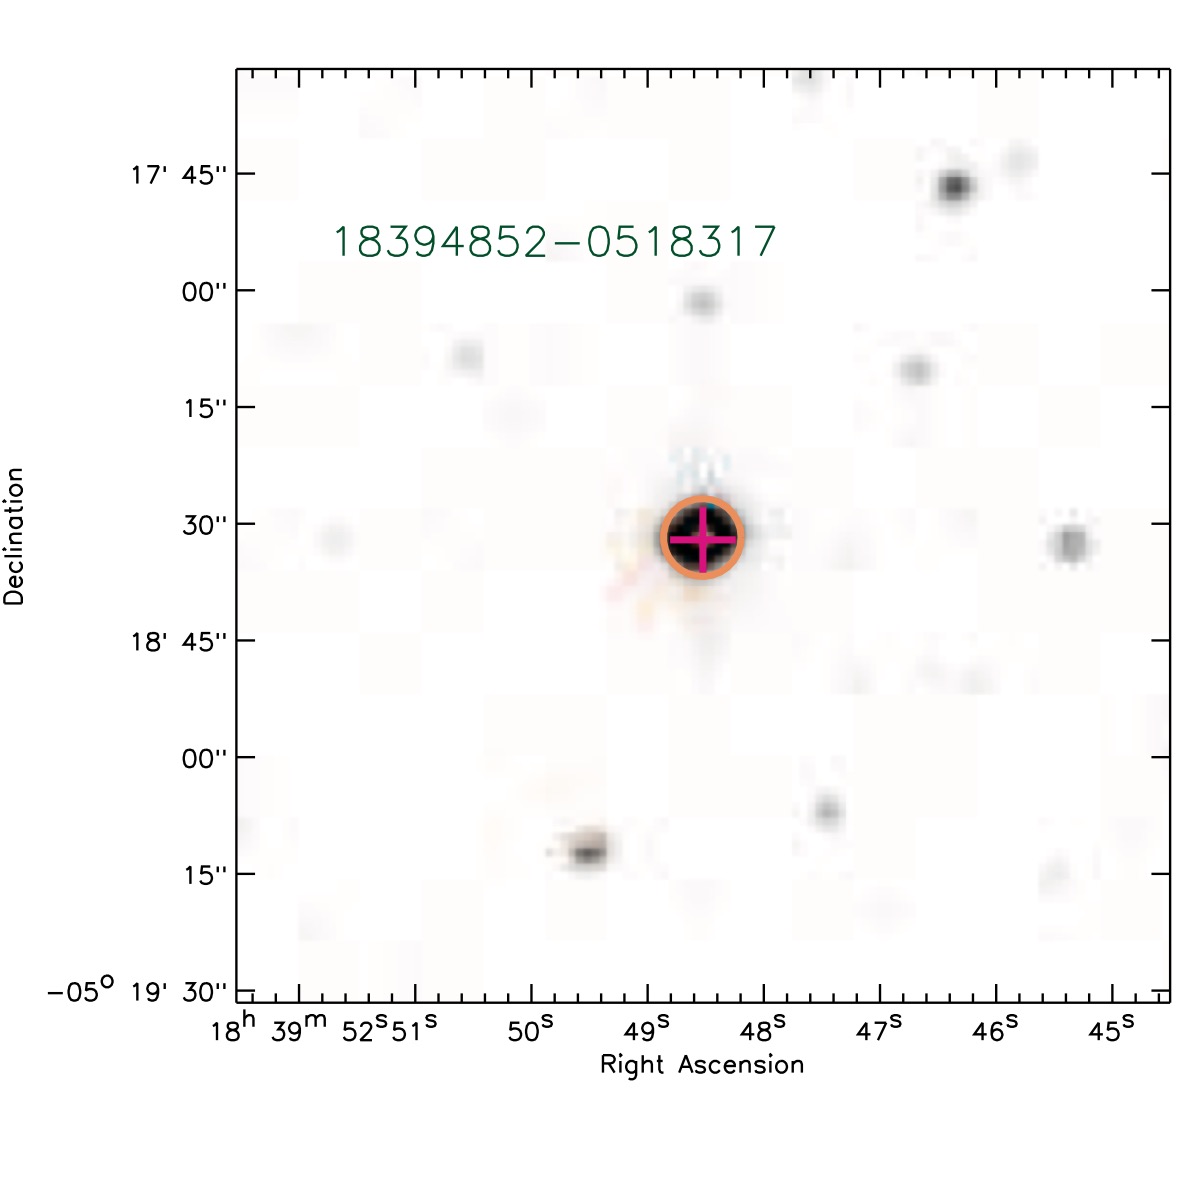 17' 45"
18394852-0518317
00"
15"
30"
18' 45"
00"
15"
-05° 19' 30"
18h 39m 52s 51s 50s 49s 48s 47s 46s 45s
Right Ascension
Declination